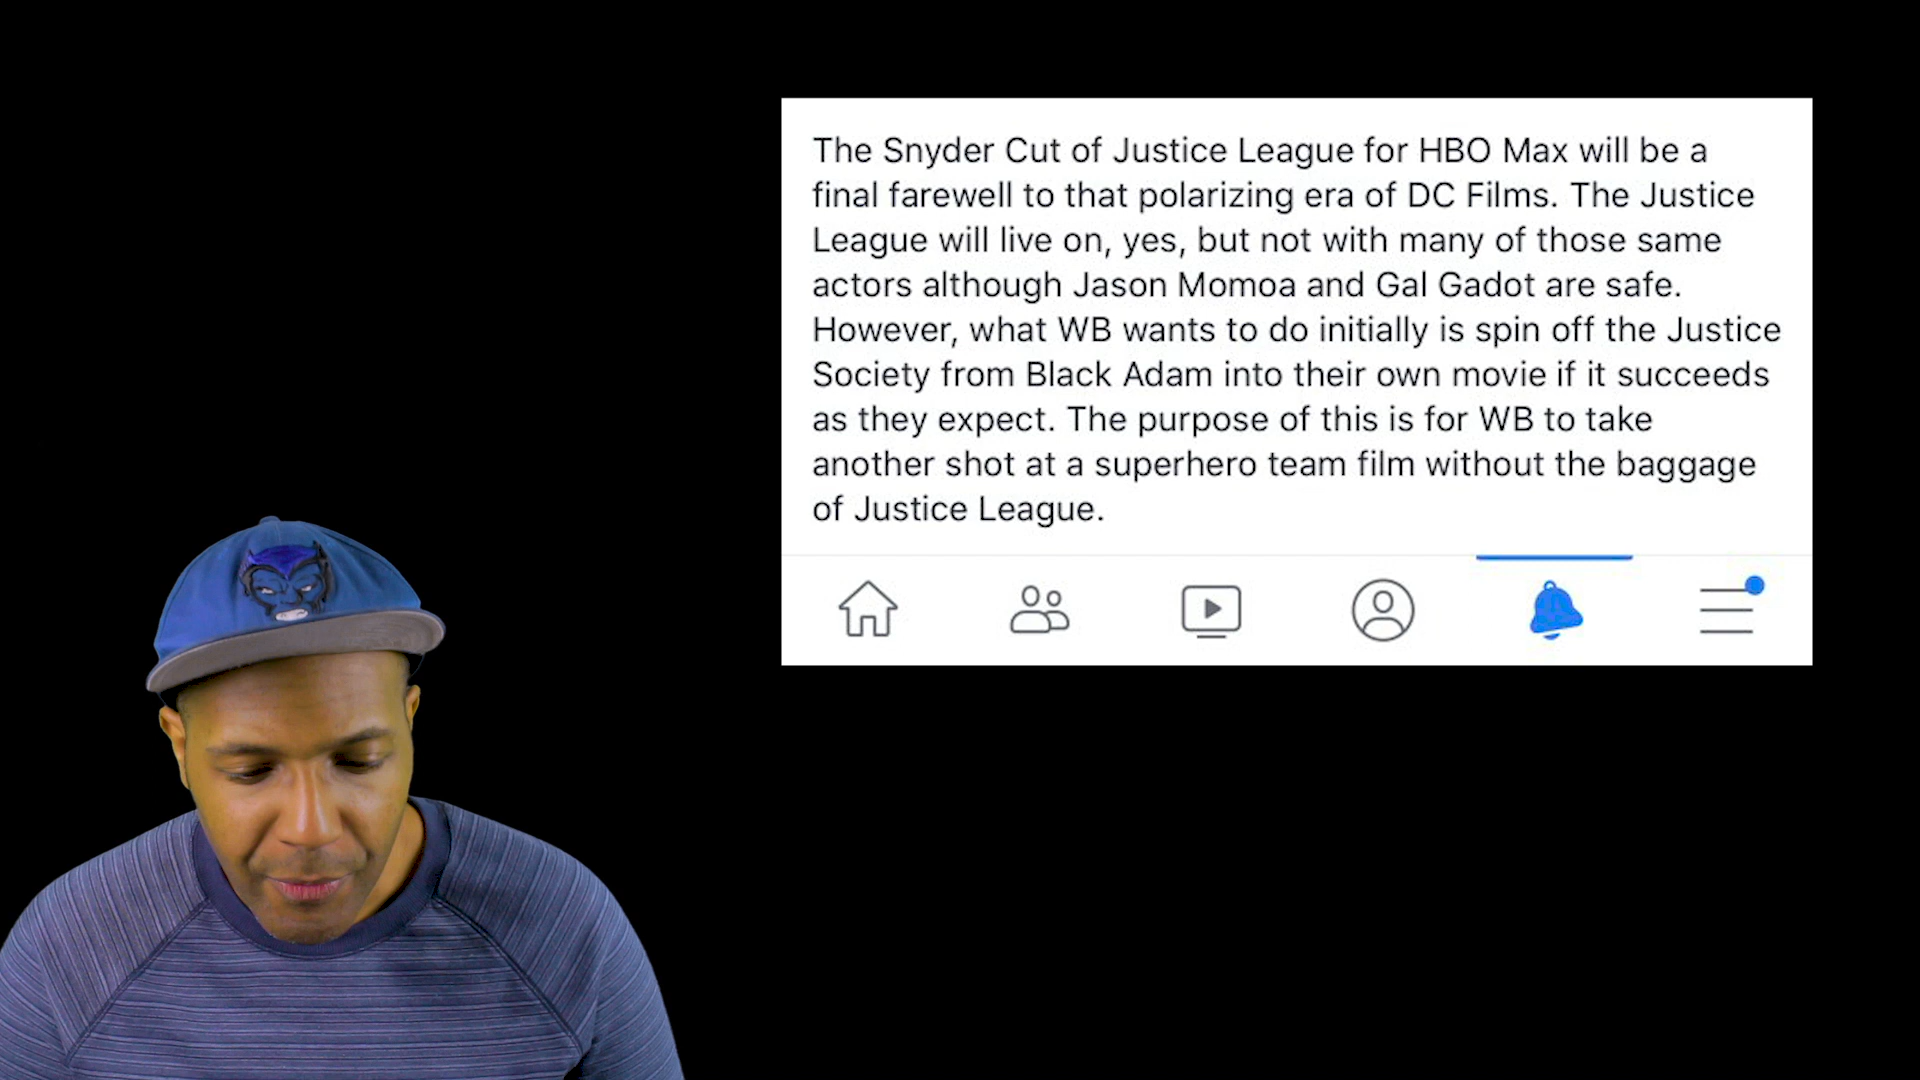 The Snyder Cut of Justice League for HBO Max will be a
final farewell to that polarizing era of DC Films. The Justice
League will live on, yes, but not with many of those same
actors although Jason Momoa and Gal Gadot are safe.
However, what WB wants to do initially is spin off the Justice
Society from Black Adam into their own movie if it succeeds
as they expect. The purpose of this is for WB to take
another shot at a superhero team film without the baggage
of Justice League.